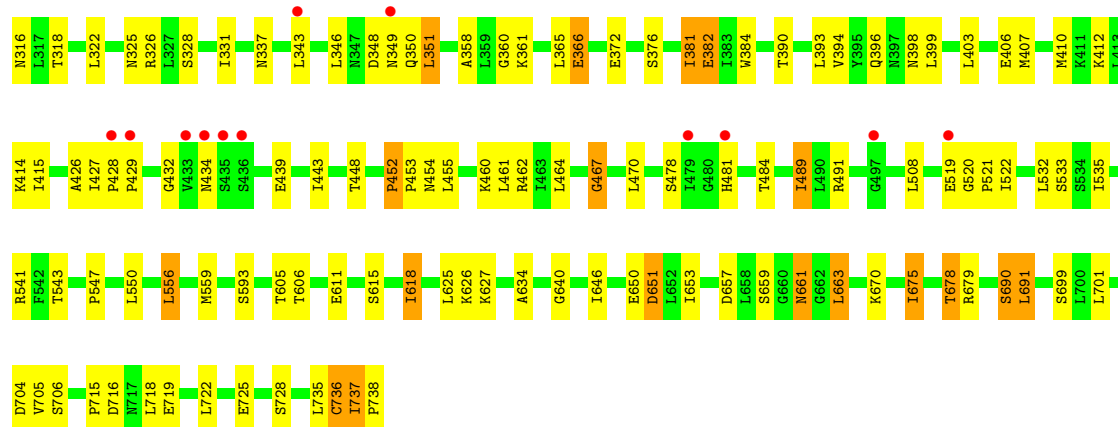 N316 L317 T318 L322 N325 R326 L327 S328 I331 N337 L343 L346 N347 D348 N349 Q350 L351 A358 L359 G360 K361 L365 E366 E372 S376 I381 E382 I383 W384 T390 L393 V394 Y395 Q396 N397 N398 L399 L403 E406 M407 M410 K411 K412 L413
K414 I415 A426 I427 P428 P429 G432 V433 N434 S435 S436 E439 I443 T448 P452 P453 N454 L455 K460 L461 R462 I463 L464 G467 L470 S478 I479 G480 H481 T484 I489 L490 R491 G497 L508 E519 G520 P521 I522 L532 S533 S534 I535
R541 F542 T543 P547 L550 L556 M559 S593 T605 T606 E611 S615 I618 L625 K626 K627 A634 G640 I646 E650 D651 L652 I653 D657 L658 S659 G660 N661 G662 L663 K670 I675 T678 R679 S690 L691 S699 L700 L701
D704 V705 S706 P715 D716 N717 L718 E719 L722 E725 S728 L735 C736 I737 P738